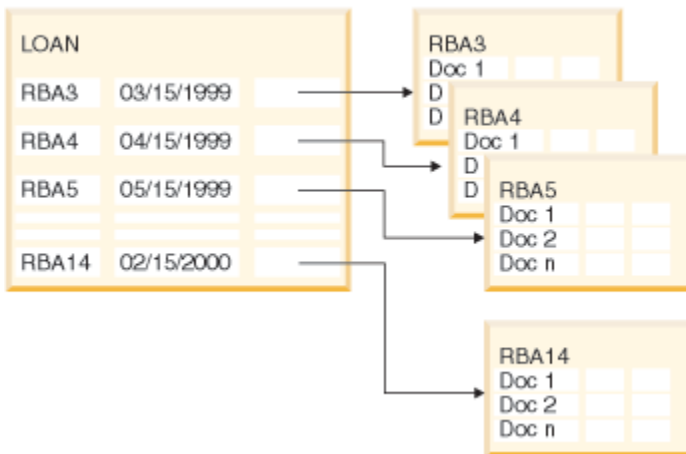 LOAN
RBA3 03/15/1999
RBA4 04/15/1999
RBA5 05/15/1999
RBA14 02/15/2000
RBA3
Doc 1
D
D
RBA4
Doc 1
D
D
RBA5
Doc 1
Doc 2
Doc n
RBA14
Doc 1
Doc 2
Doc n